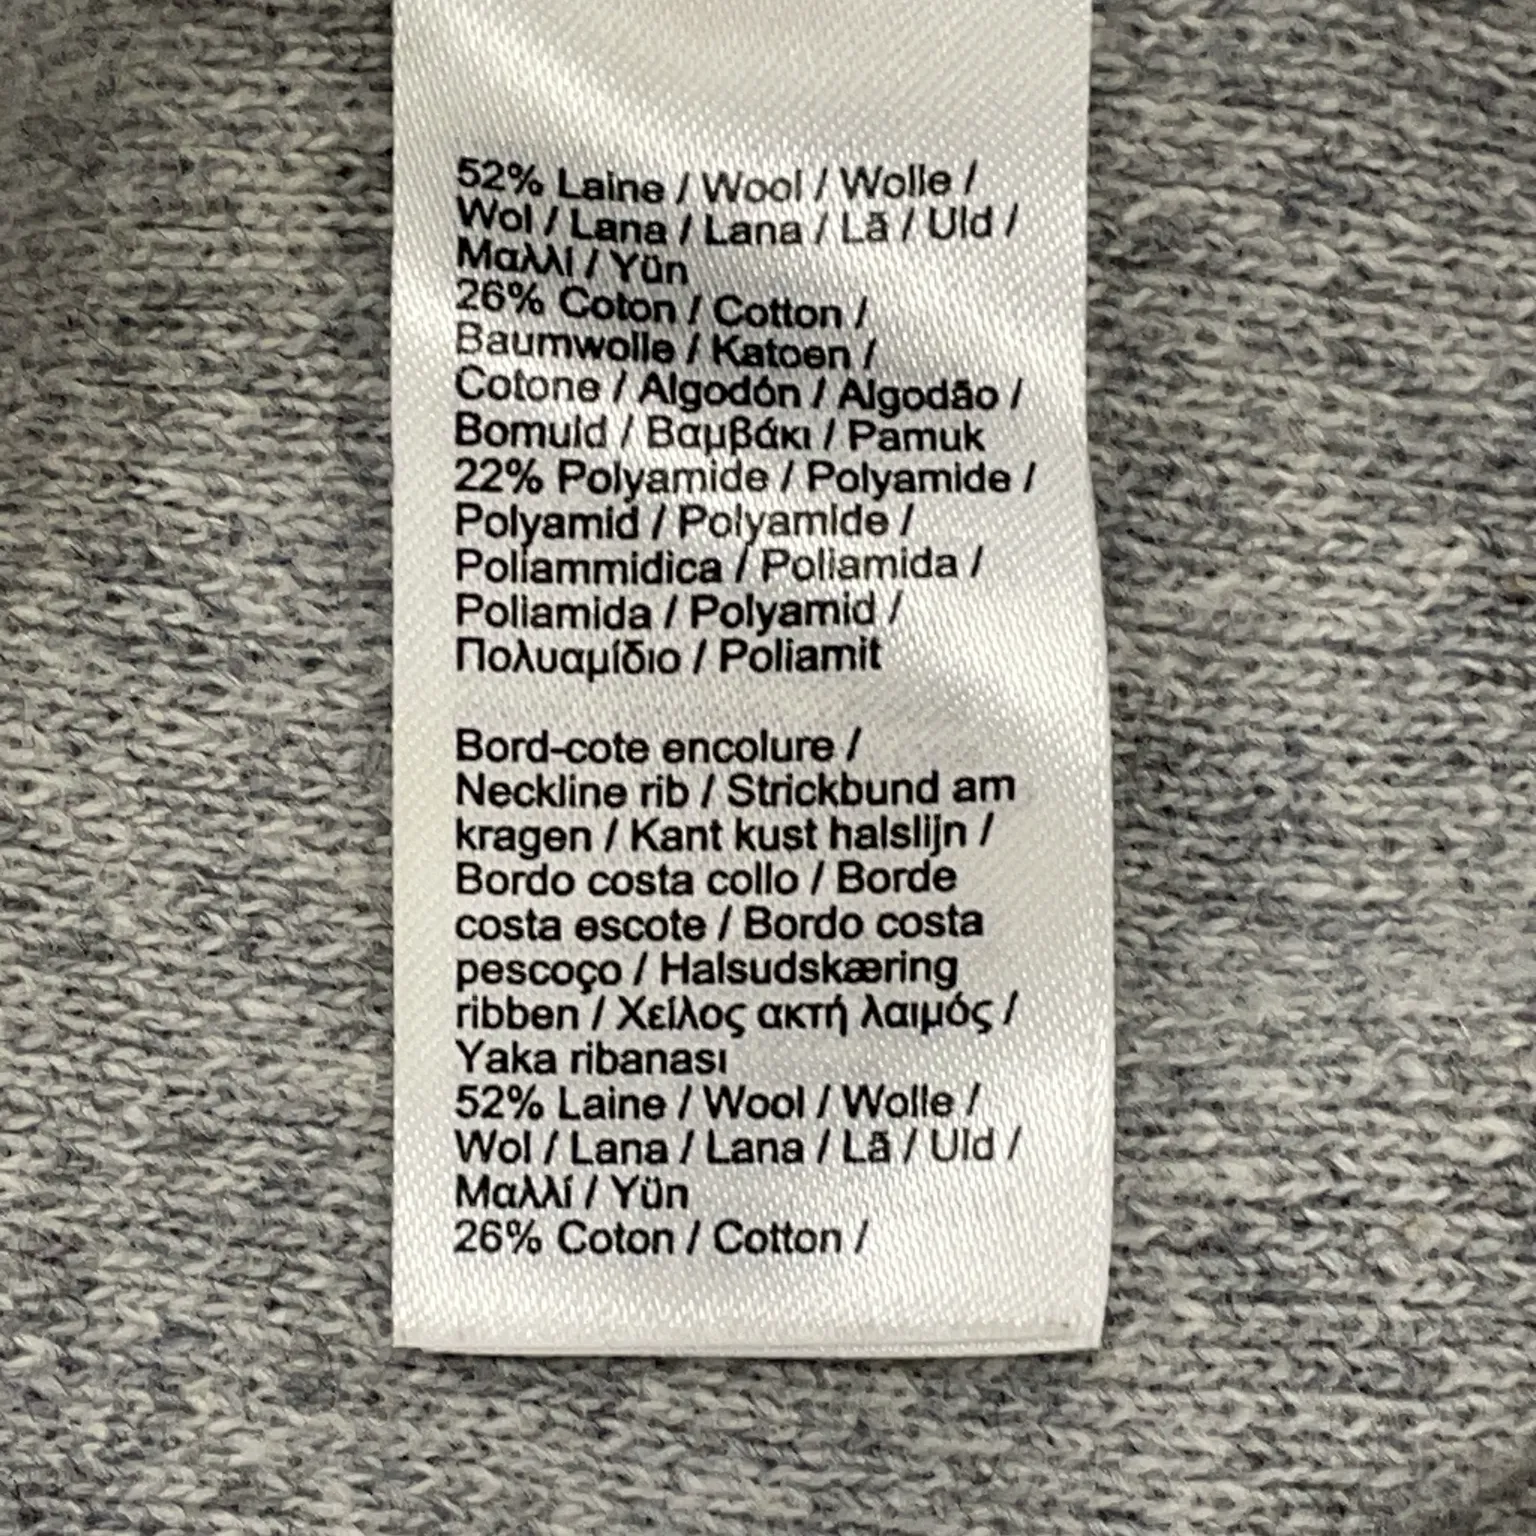 52% Laine / Wool / Wolle /
Wol / Lana / Lana / Lã / Uld /
Μαλλί / Yün
26% Coton / Cotton /
Baumwolle / Katoen /
Cotone / Algodón / Algodão /
Bomuld / Βαμβάκι / Pamuk
22% Polyamide / Polyamide /
Polyamid / Polyamide /
Poliammidica / Poliamida /
Poliamida / Polyamid /
Πολυαμίδιο / Poliamit
Bord-cote encolure /
Neckline rib / Strickbund am
kragen / Kant kust halslijn /
Bordo costa collo / Borde
costa escote / Bordo costa
pescoço / Halsudskæring
ribben / Χείλος ακτή λαιμός /
Yaka ribanası
52% Laine / Wool / Wolle /
Wol / Lana / Lana / Lã / Uld /
Μαλλί / Yün
26% Coton / Cotton /